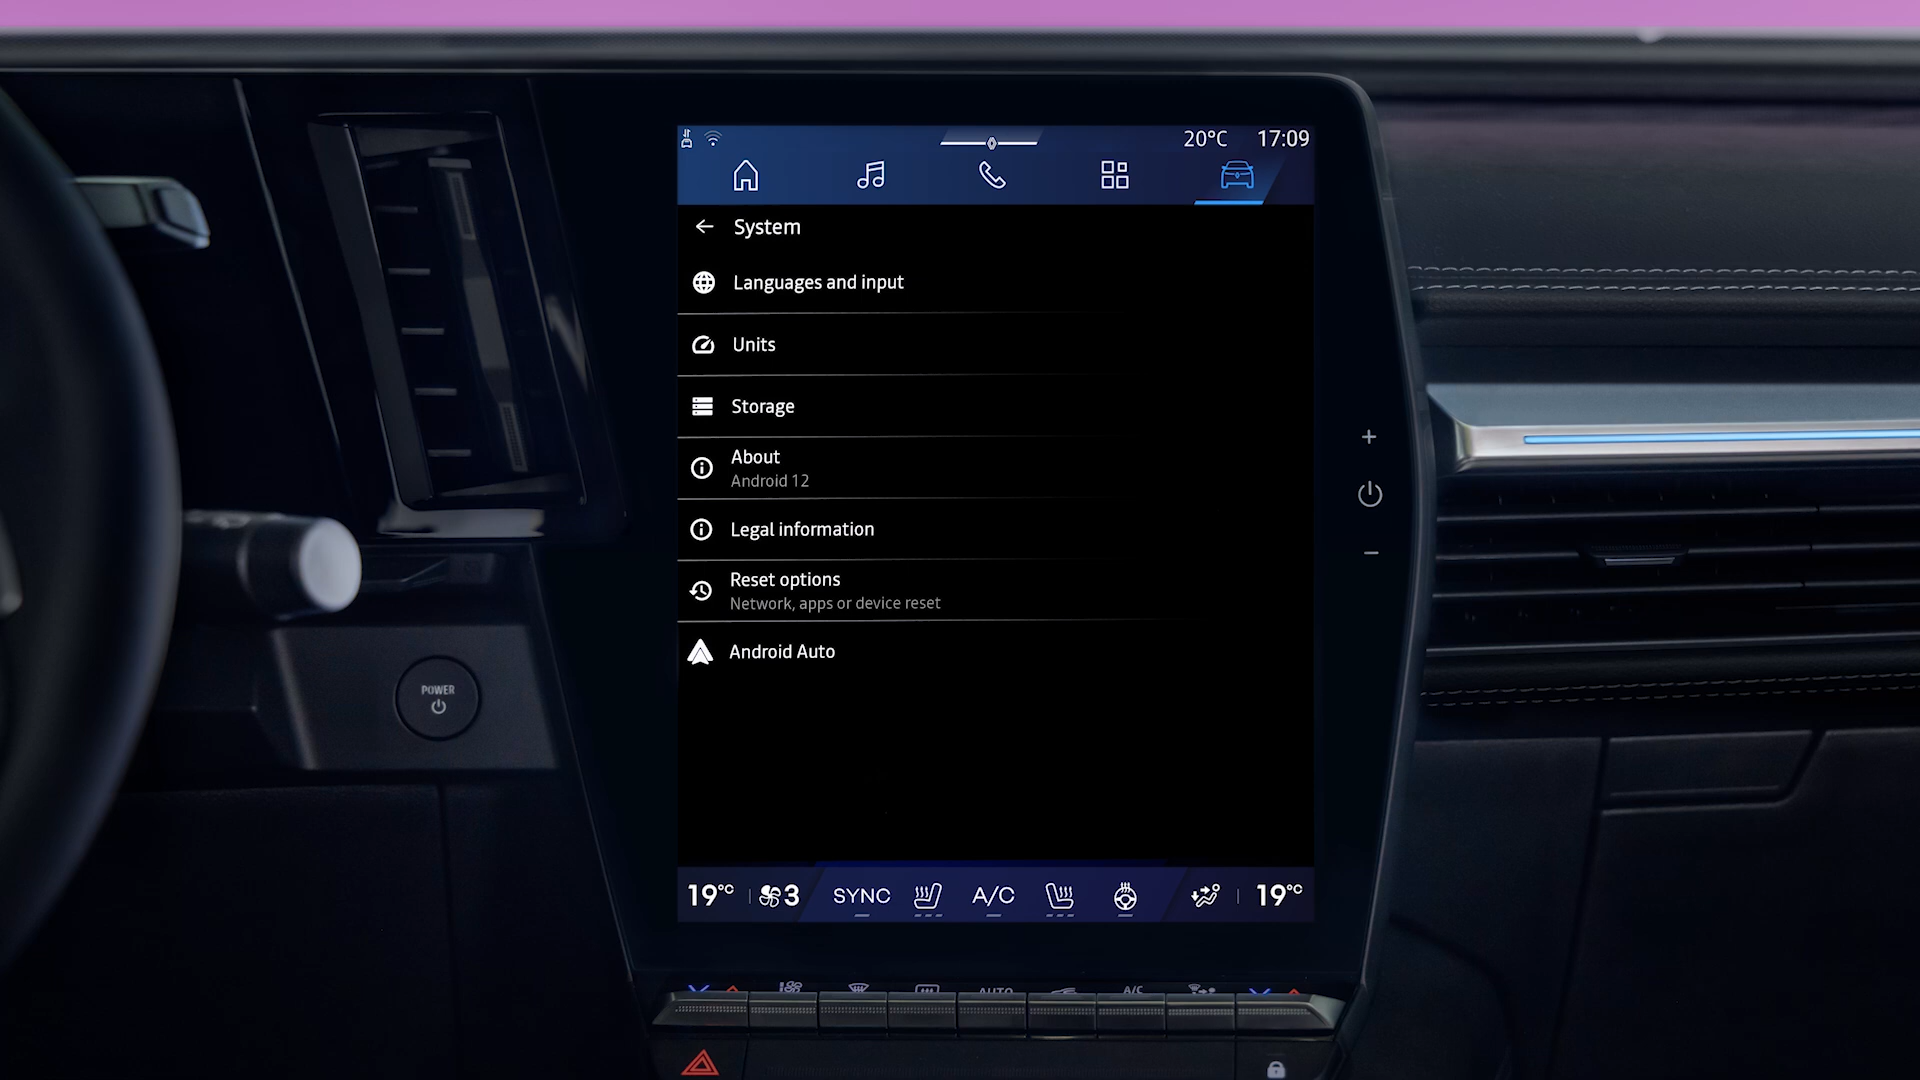 20°C 17:09
System
Languages and input
Units
Storage
About
Android 12
Legal information
Reset options
Network, apps or device reset
Android Auto
POWER
19°C 3 SYNC A/C 19°C
AUTO A/C